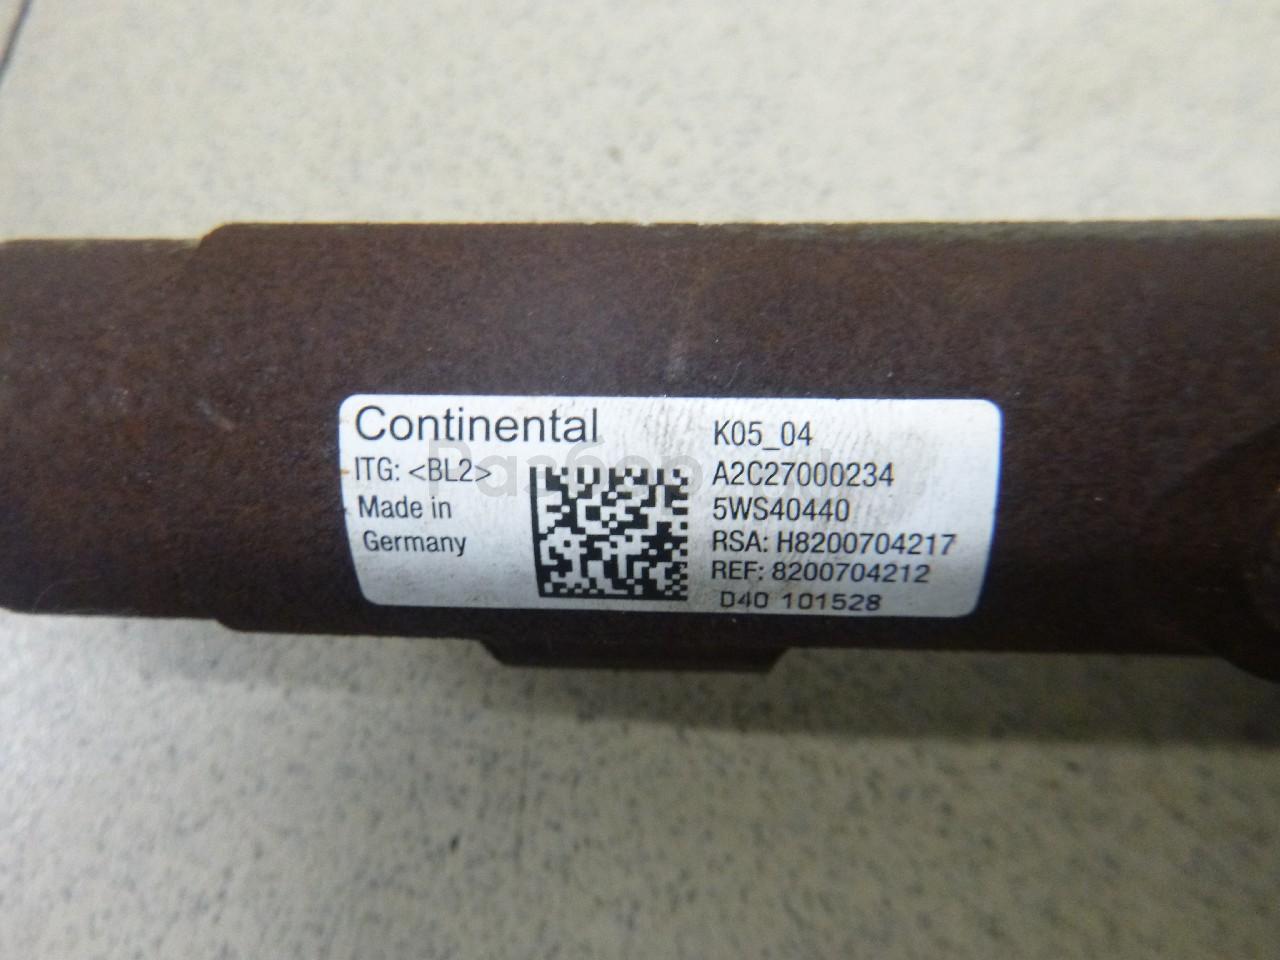 Continental
ITG: <BL2>
Made in
Germany
K05_04
A2C27000234
5WS40440
RSA: H8200704217
REF: 8200704212
D40 101528